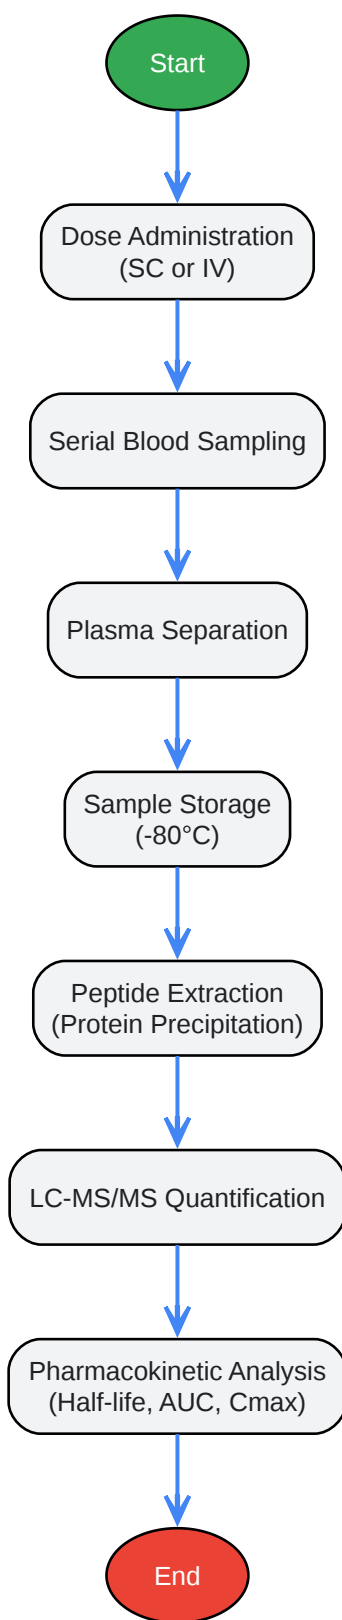 Start
Dose Administration
(SC or IV)
Serial Blood Sampling
Plasma Separation
Sample Storage
(-80°C)
Peptide Extraction
(Protein Precipitation)
LC-MS/MS Quantification
Pharmacokinetic Analysis
(Half-life, AUC, Cmax)
End